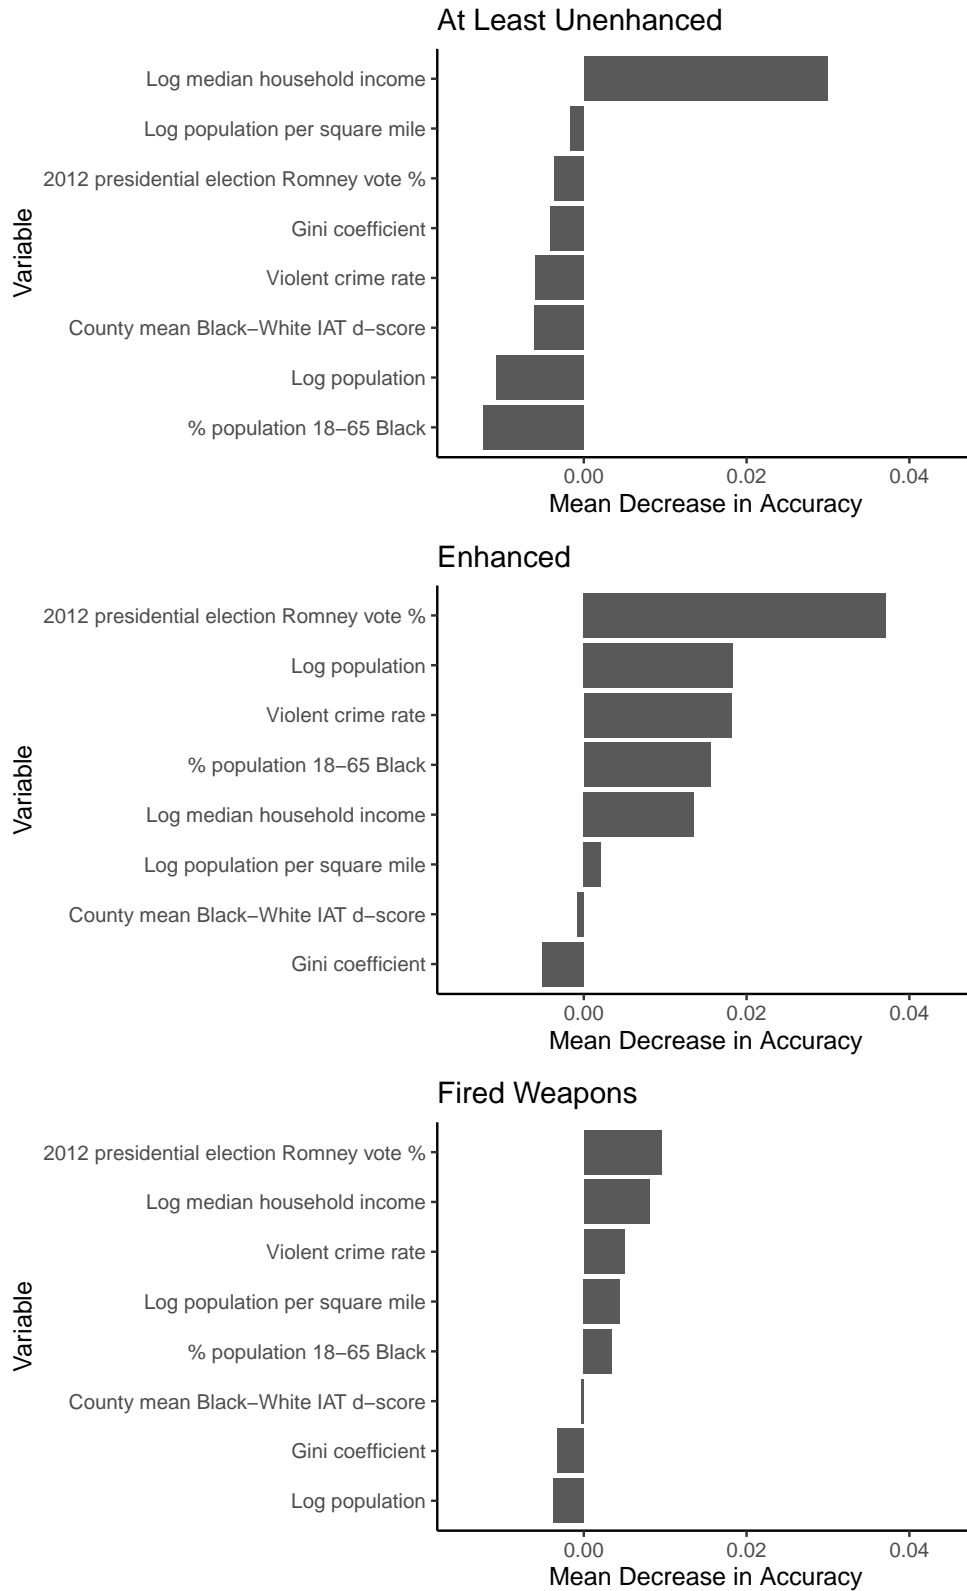 At Least Unenhanced
Log median household income
Log population per square mile
2012 presidential election Romney vote %
Gini coefficient
Violent crime rate
County mean Black−White IAT d−score
Log population
% population 18−65 Black
Variable
0.00 0.02 0.04
Mean Decrease in Accuracy
Enhanced
2012 presidential election Romney vote %
Log population
Violent crime rate
% population 18−65 Black
Log median household income
Log population per square mile
County mean Black−White IAT d−score
Gini coefficient
Variable
0.00 0.02 0.04
Mean Decrease in Accuracy
Fired Weapons
2012 presidential election Romney vote %
Log median household income
Violent crime rate
Log population per square mile
% population 18−65 Black
County mean Black−White IAT d−score
Gini coefficient
Log population
Variable
0.00 0.02 0.04
Mean Decrease in Accuracy